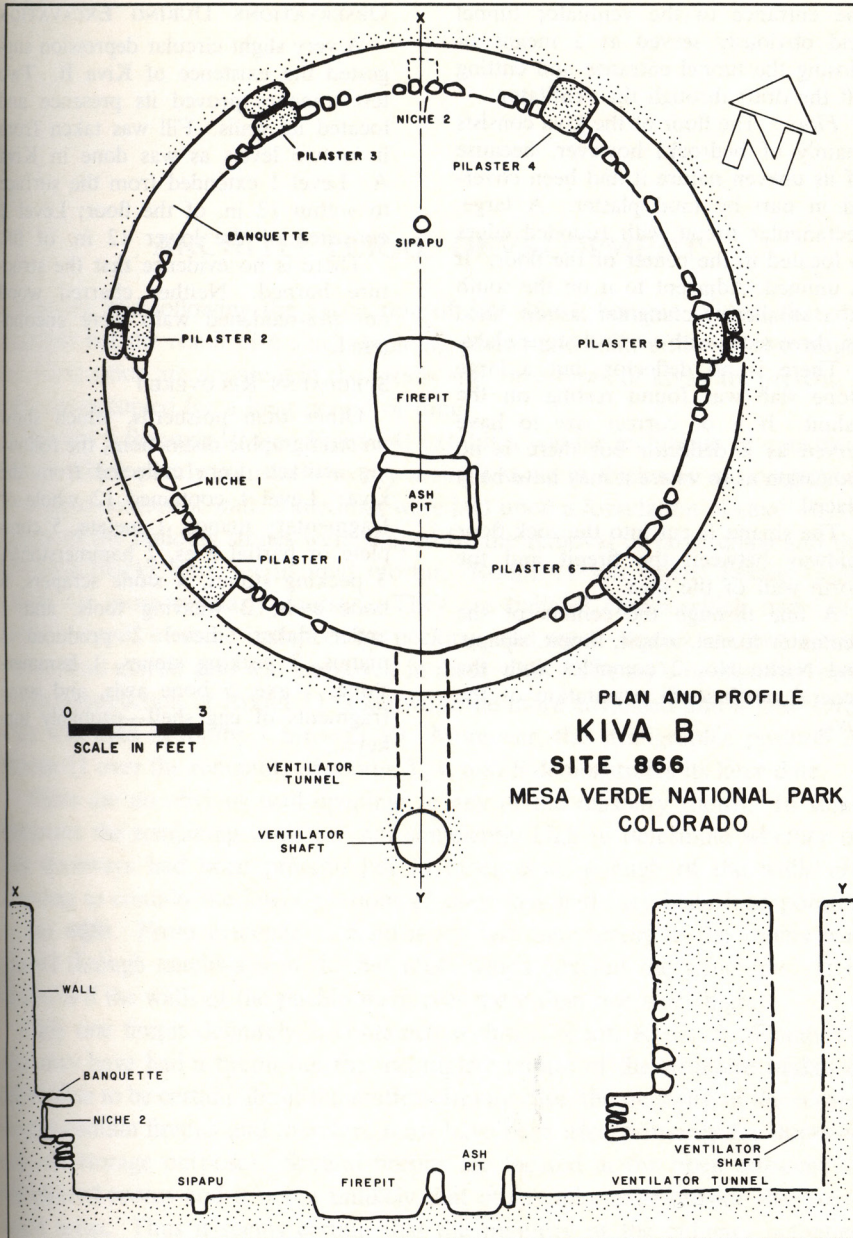 X
NICHE 2
PILASTER 3
PILASTER 4
N
BANQUETTE
SIPAPU
PILASTER 2
PILASTER 5
FIREPIT
NICHE 1
ASH
PIT
PILASTER 1
PILASTER 6
0 3
SCALE IN FEET
PLAN AND PROFILE
KIVA B
SITE 866
MESA VERDE NATIONAL PARK
COLORADO
VENTILATOR
TUNNEL
VENTILATOR
SHAFT
Y
X
Y
WALL
BANQUETTE
NICHE 2
SIPAPU
FIREPIT
ASH
PIT
VENTILATOR
SHAFT
VENTILATOR TUNNEL